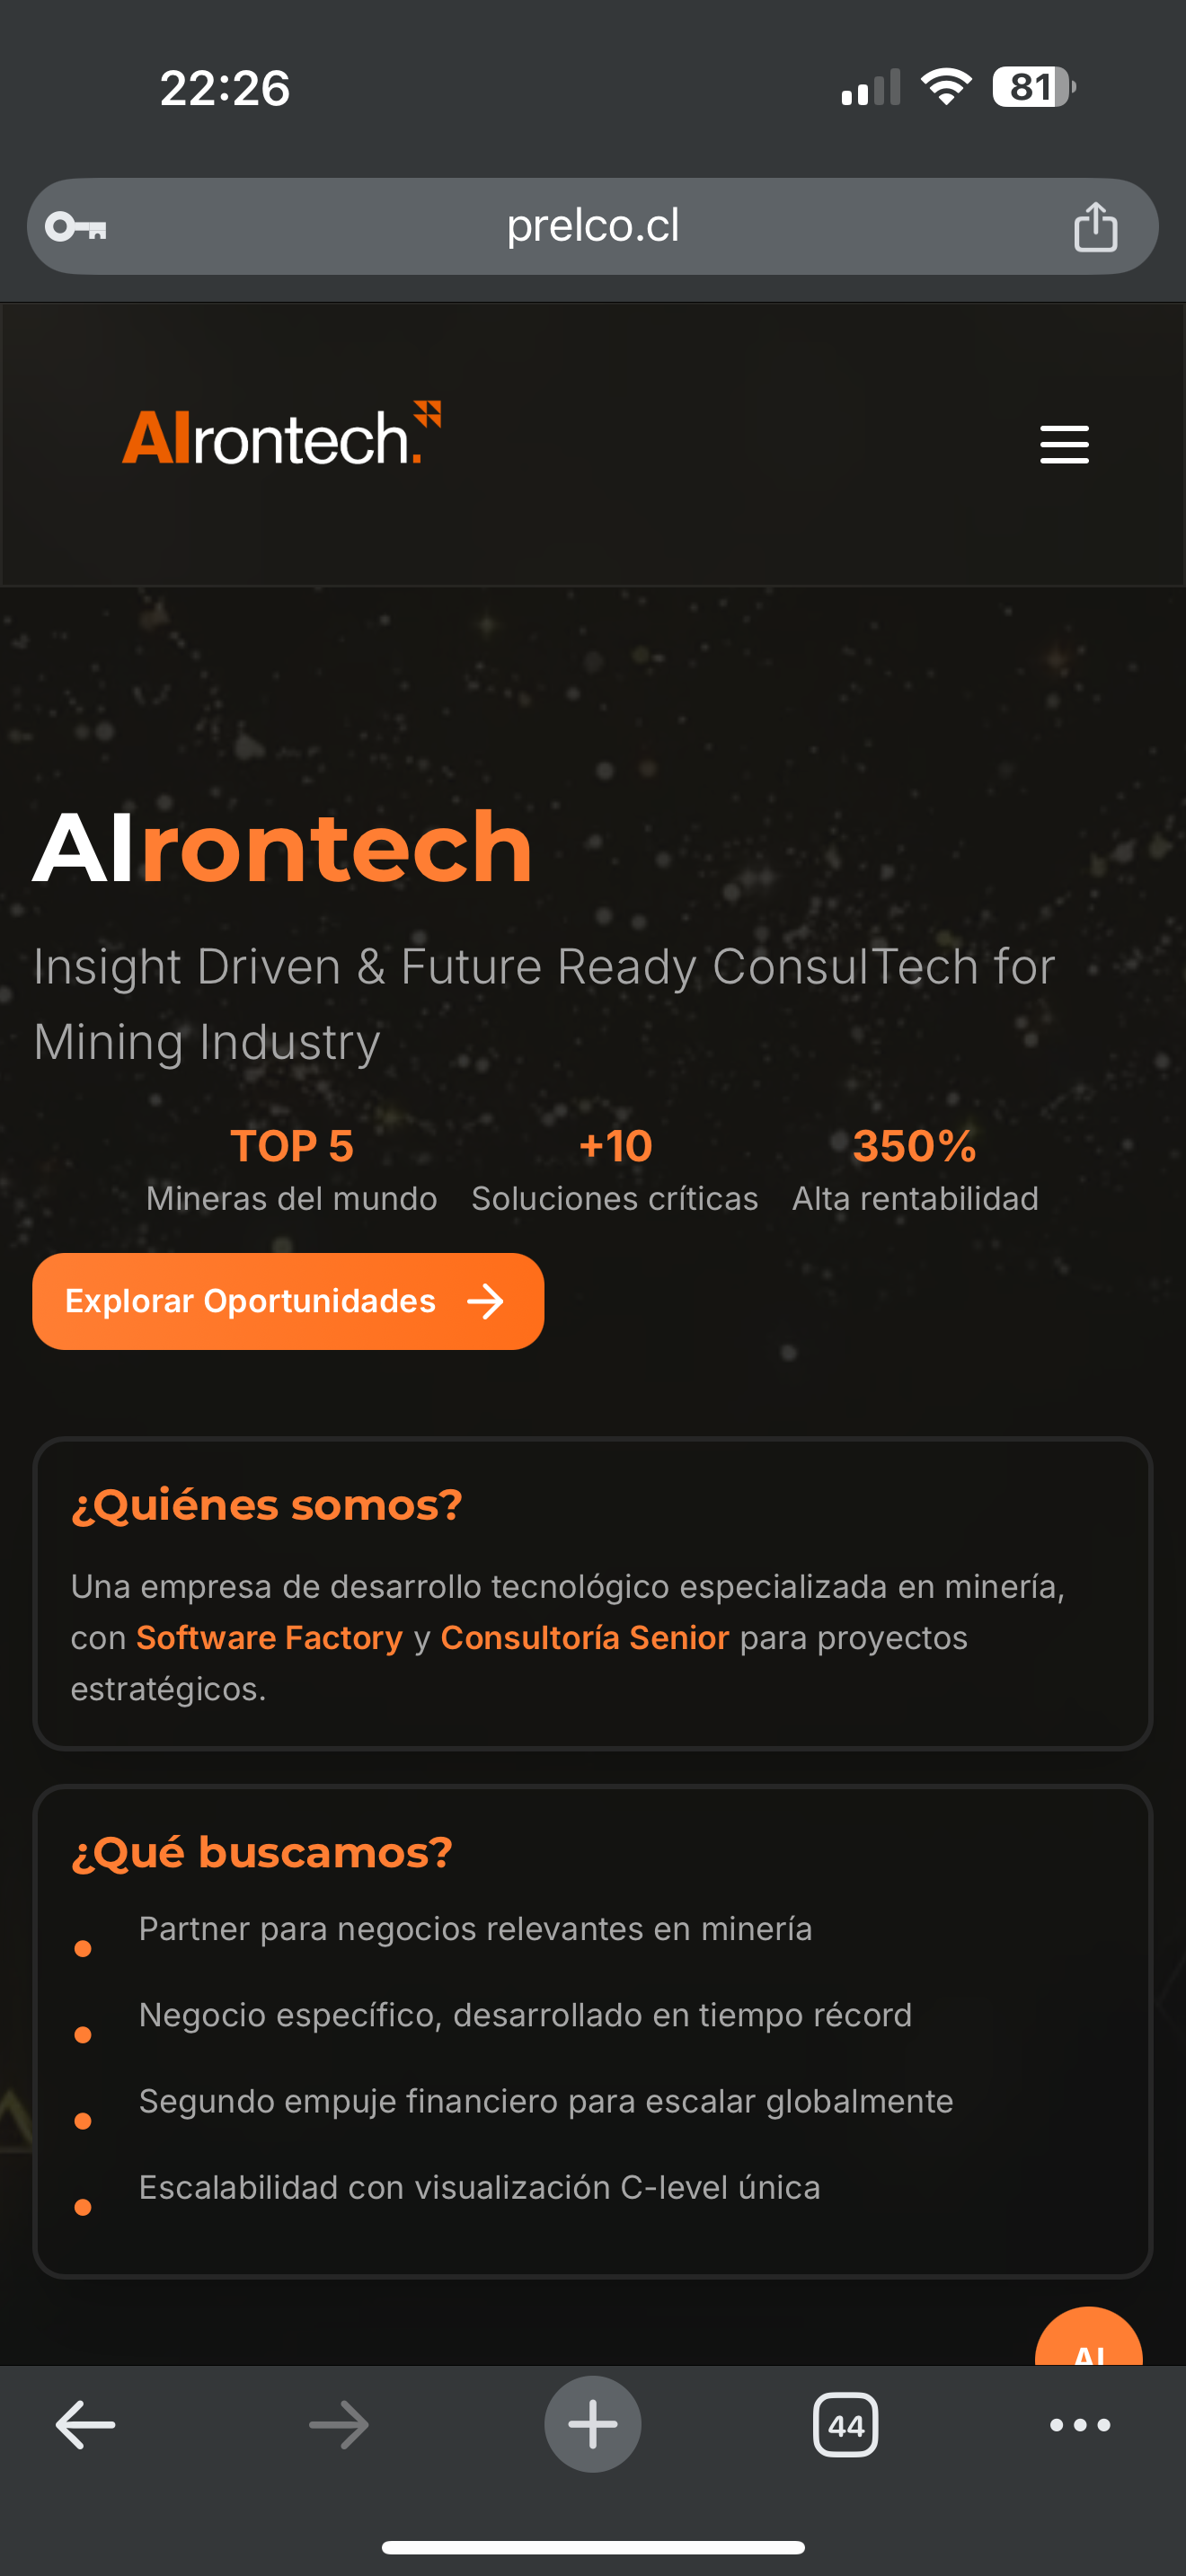 22:26
81
prelco.cl
AIrontech.
AIrontech
Insight Driven & Future Ready ConsulTech for
Mining Industry
TOP 5 +10 350%
Mineras del mundo Soluciones críticas Alta rentabilidad
Explorar Oportunidades
¿Quiénes somos?
Una empresa de desarrollo tecnológico especializada en minería,
con Software Factory y Consultoría Senior para proyectos
estratégicos.
¿Qué buscamos?
Partner para negocios relevantes en minería
Negocio específico, desarrollado en tiempo récord
Segundo empuje financiero para escalar globalmente
Escalabilidad con visualización C-level única
AI
44